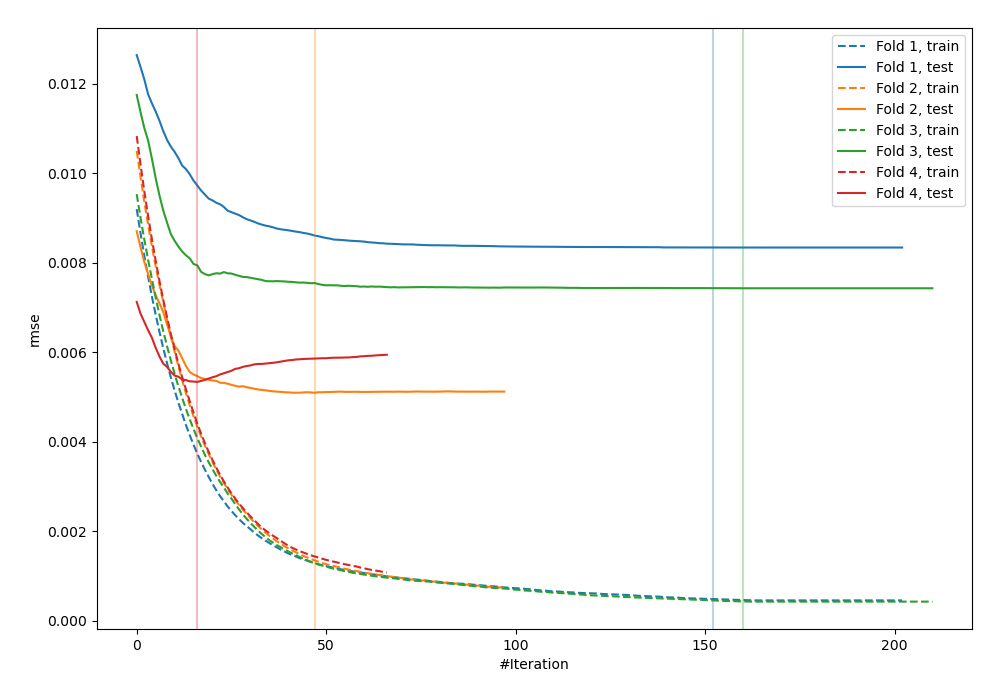 Fold 1, train
Fold 1, test
Fold 2, train
Fold 2, test
Fold 3, train
Fold 3, test
Fold 4, train
Fold 4, test
0.012
0.010
0.008
0.006
0.004
0.002
0.000
rmse
0 50 100 150 200
#Iteration